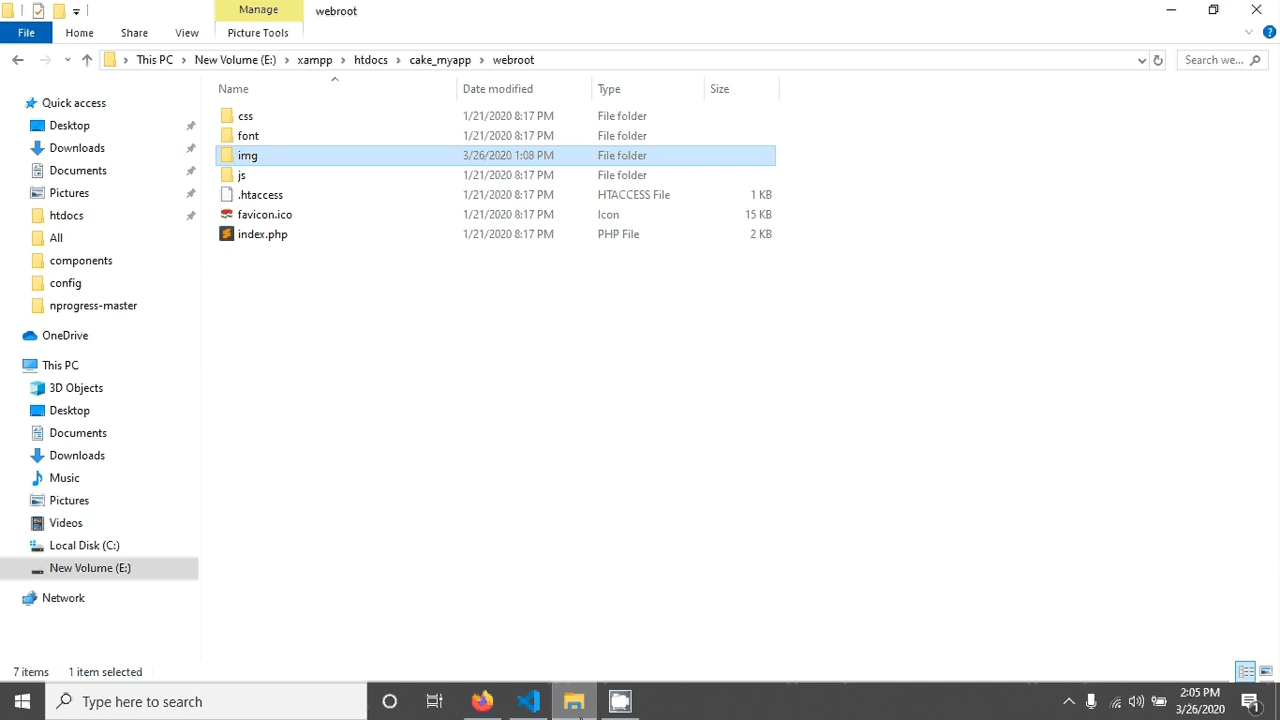 Manage
webroot
File
Home
Share
View
Picture Tools
This PC
New Volume (E:)
xampp
htdocs
cake_myapp
webroot
Search we...
Name
Date modified
Type
Size
css 1/21/2020 8:17 PM File folder
font 1/21/2020 8:17 PM File folder
img 3/26/2020 1:08 PM File folder
js 1/21/2020 8:17 PM File folder
.htaccess 1/21/2020 8:17 PM HTACCESS File 1 KB
favicon.ico 1/21/2020 8:17 PM Icon 15 KB
index.php 1/21/2020 8:17 PM PHP File 2 KB
Quick access
Desktop
Downloads
Documents
Pictures
htdocs
All
components
config
nprogress-master
OneDrive
This PC
3D Objects
Desktop
Documents
Downloads
Music
Pictures
Videos
Local Disk (C:)
New Volume (E:)
Network
7 items
1 item selected
Type here to search
2:05 PM
3/26/2020
1